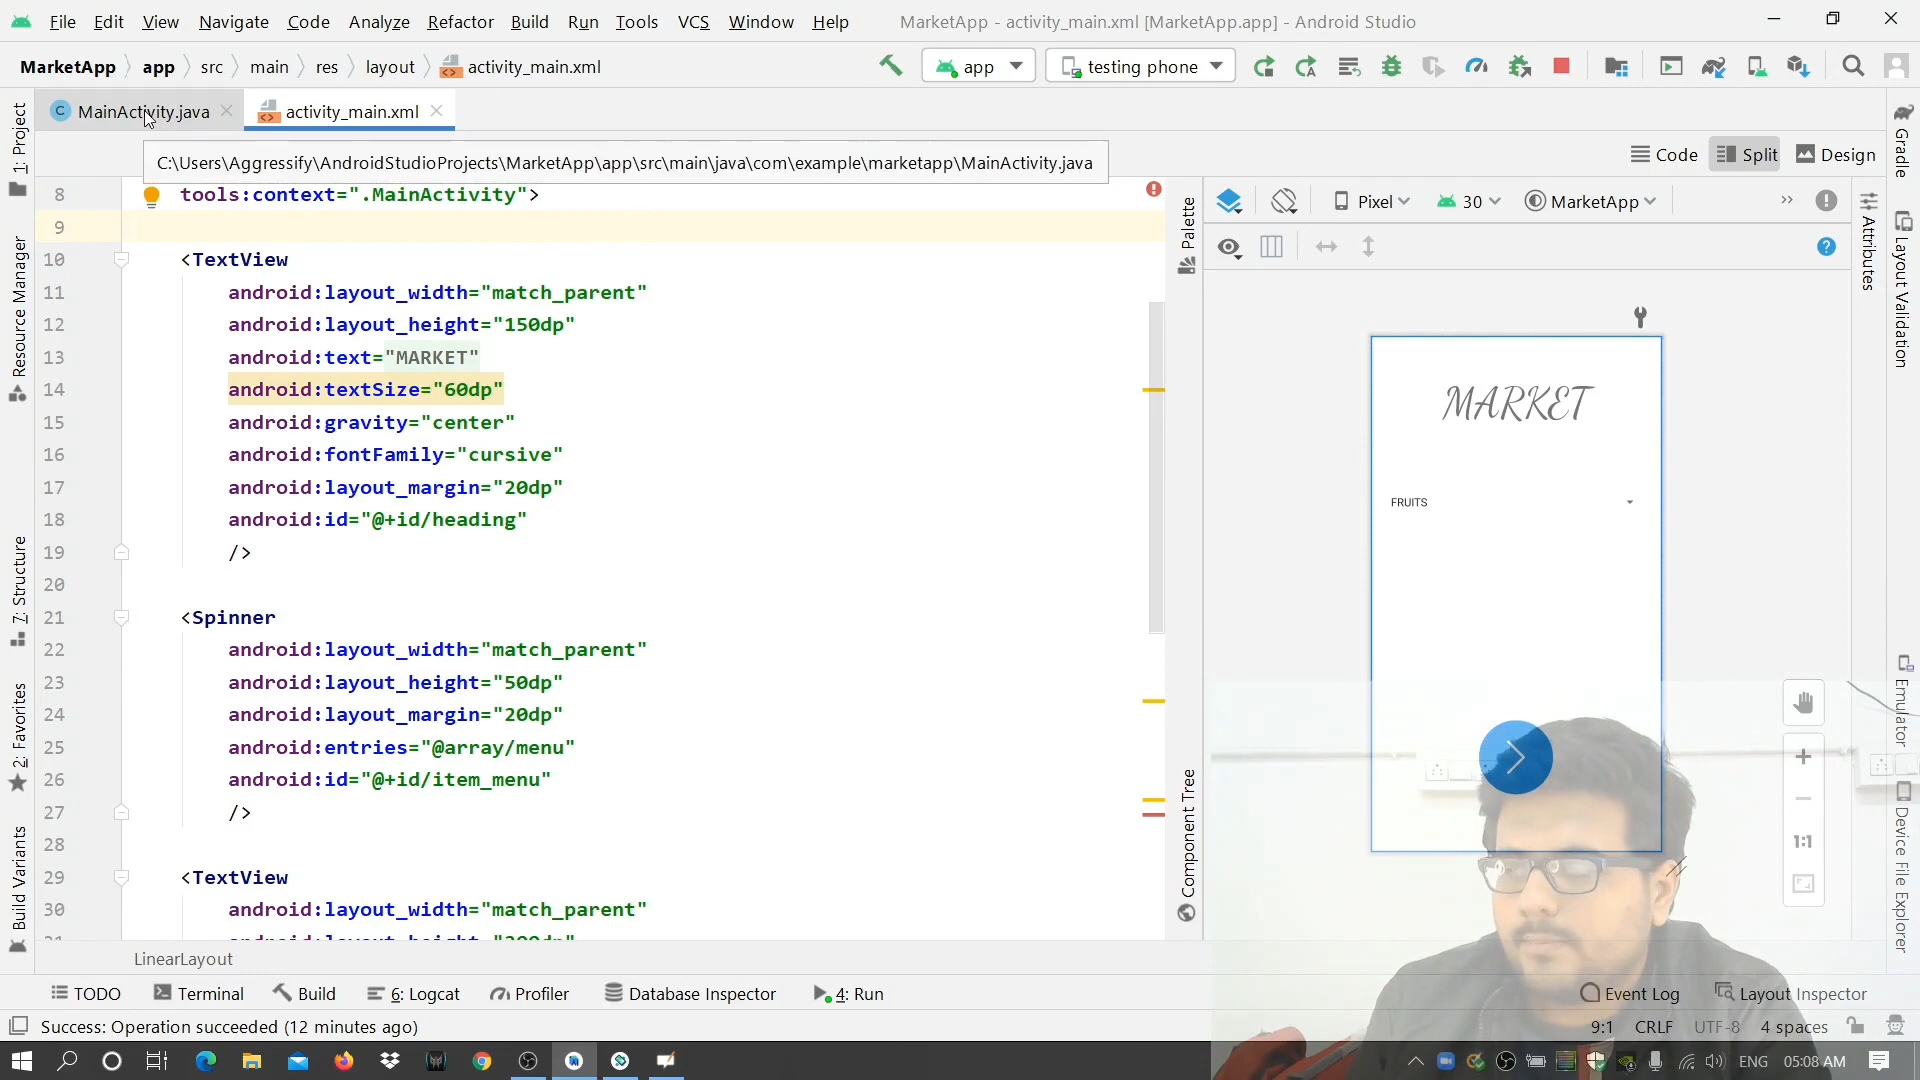 File Edit View Navigate Code Analyze Refactor Build Run Tools VCS Window Help MarketApp - activity_main.xml [MarketApp.app] - Android Studio
MarketApp app src main res layout activity_main.xml app testing phone
MainActivity.java activity_main.xml
C:\Users\Aggressify\AndroidStudioProjects\MarketApp\app\src\main\java\com\example\marketapp\MainActivity.java
Code Split Design
8 tools:context=".MainActivity">
9
10 <TextView
11 android:layout_width="match_parent"
12 android:layout_height="150dp"
13 android:text="MARKET"
14 android:textSize="60dp"
15 android:gravity="center"
16 android:fontFamily="cursive"
17 android:layout_margin="20dp"
18 android:id="@+id/heading"
19 />
20
21 <Spinner
22 android:layout_width="match_parent"
23 android:layout_height="50dp"
24 android:layout_margin="20dp"
25 android:entries="@array/menu"
26 android:id="@+id/item_menu"
27 />
28
29 <TextView
30 android:layout_width="match_parent"
LinearLayout
1: Project
Resource Manager
7: Structure
2: Favorites
Build Variants
Palette
Component Tree
Pixel 30 MarketApp
MARKET
FRUITS
1:1
Attributes
Gradle
Layout Validation
Emulator
Device File Explorer
TODO Terminal Build 6: Logcat Profiler Database Inspector 4: Run Event Log Layout Inspector
Success: Operation succeeded (12 minutes ago) 9:1 CRLF UTF-8 4 spaces
ENG 05:08 AM